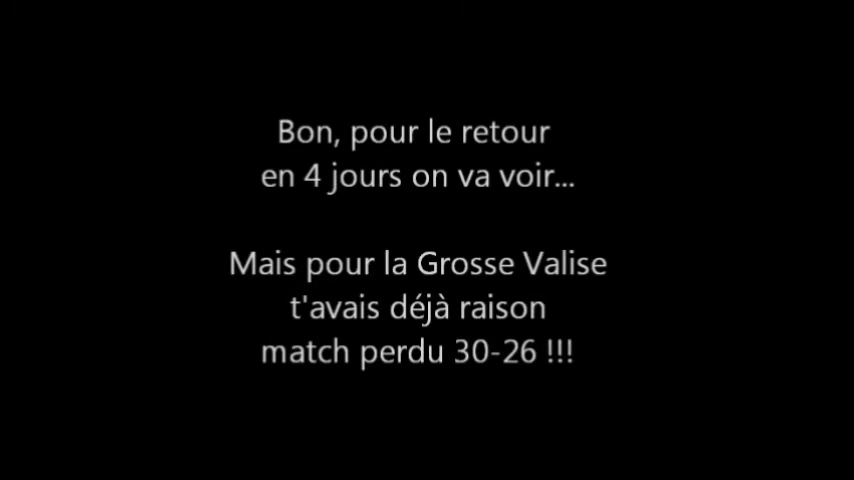 Bon, pour le retour
en 4 jours on va voir...
Mais pour la Grosse Valise
t'avais déjà raison
match perdu 30-26 !!!